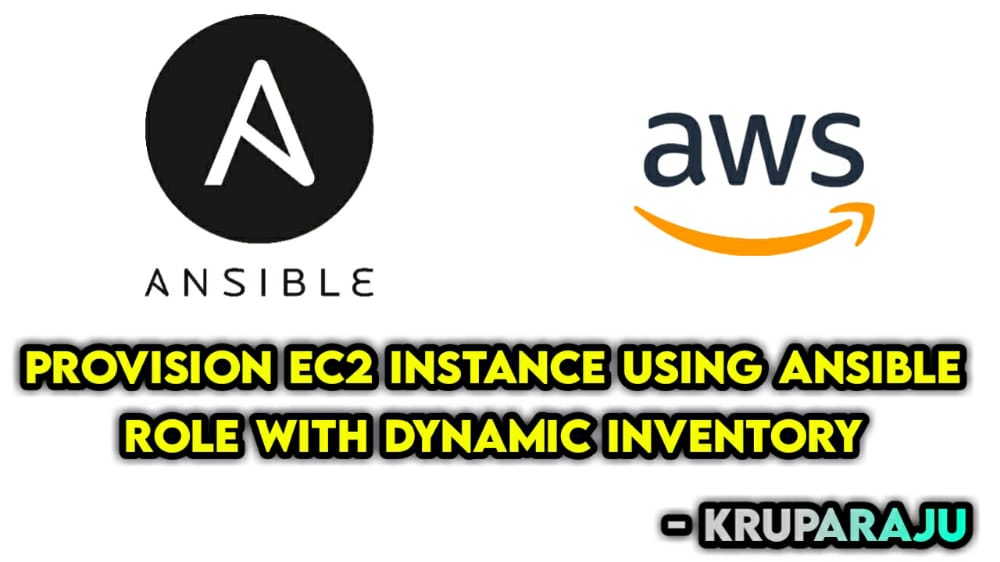 ANSIBLE
aws
PROVISION EC2 INSTANCE USING ANSIBLE
ROLE WITH DYNAMIC INVENTORY
- KRUPARAJU